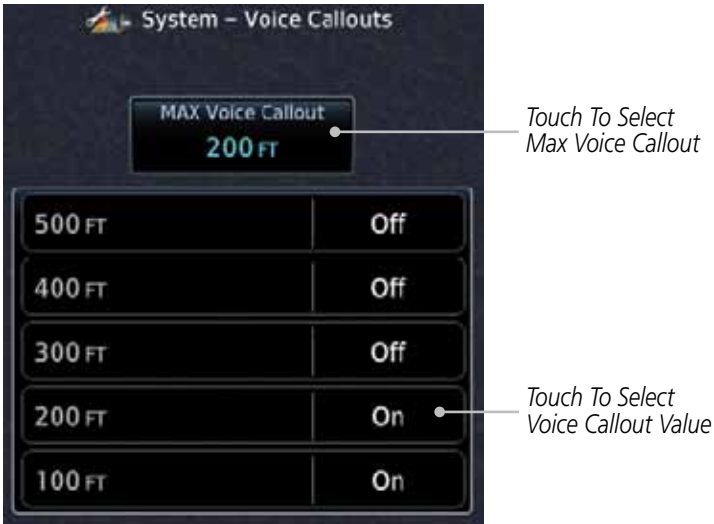 System – Voice Callouts
MAX Voice Callout
200 FT
Touch To Select
Max Voice Callout
500 FT Off
400 FT Off
300 FT Off
200 FT On
Touch To Select
Voice Callout Value
100 FT On